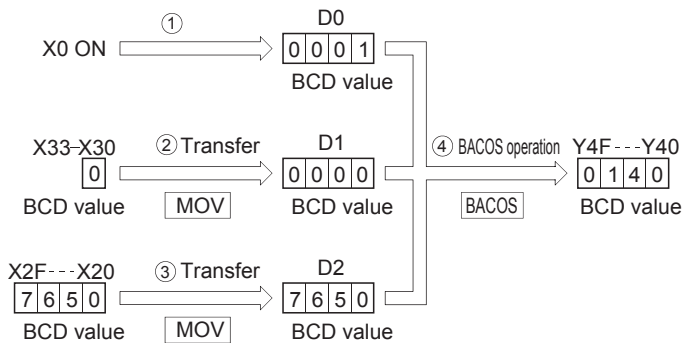 ① D0
X0 ON 0 0 0 1
BCD value
X33-X30 ② Transfer D1 ④ BACOS operation Y4F---Y40
0 0 0 0 0 0 1 4 0
BCD value MOV BCD value BACOS BCD value
X2F---X20 ③ Transfer D2
7 6 5 0 7 6 5 0
BCD value MOV BCD value